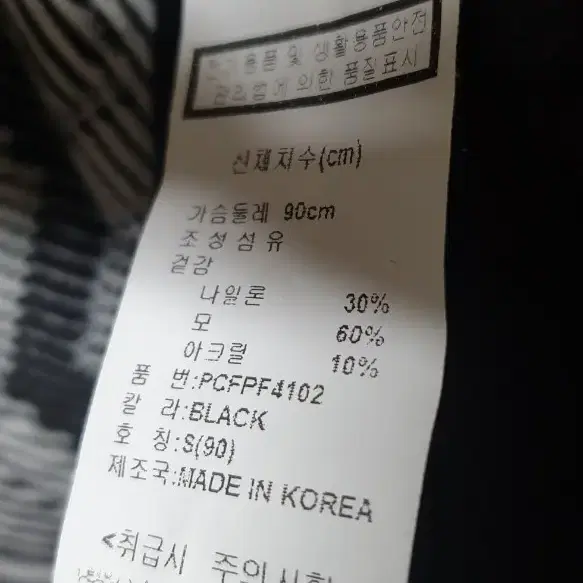 전기용품 및 생활용품안전
관리법에 의한 품질표시
신체치수(cm)
가슴둘레 90cm
조성섬유
겉감
나일론 30%
모 60%
아크릴 10%
품 번:PCFPF4102
칼 라:BLACK
호 칭:S(90)
제조국:MADE IN KOREA
<취급시 주의사항